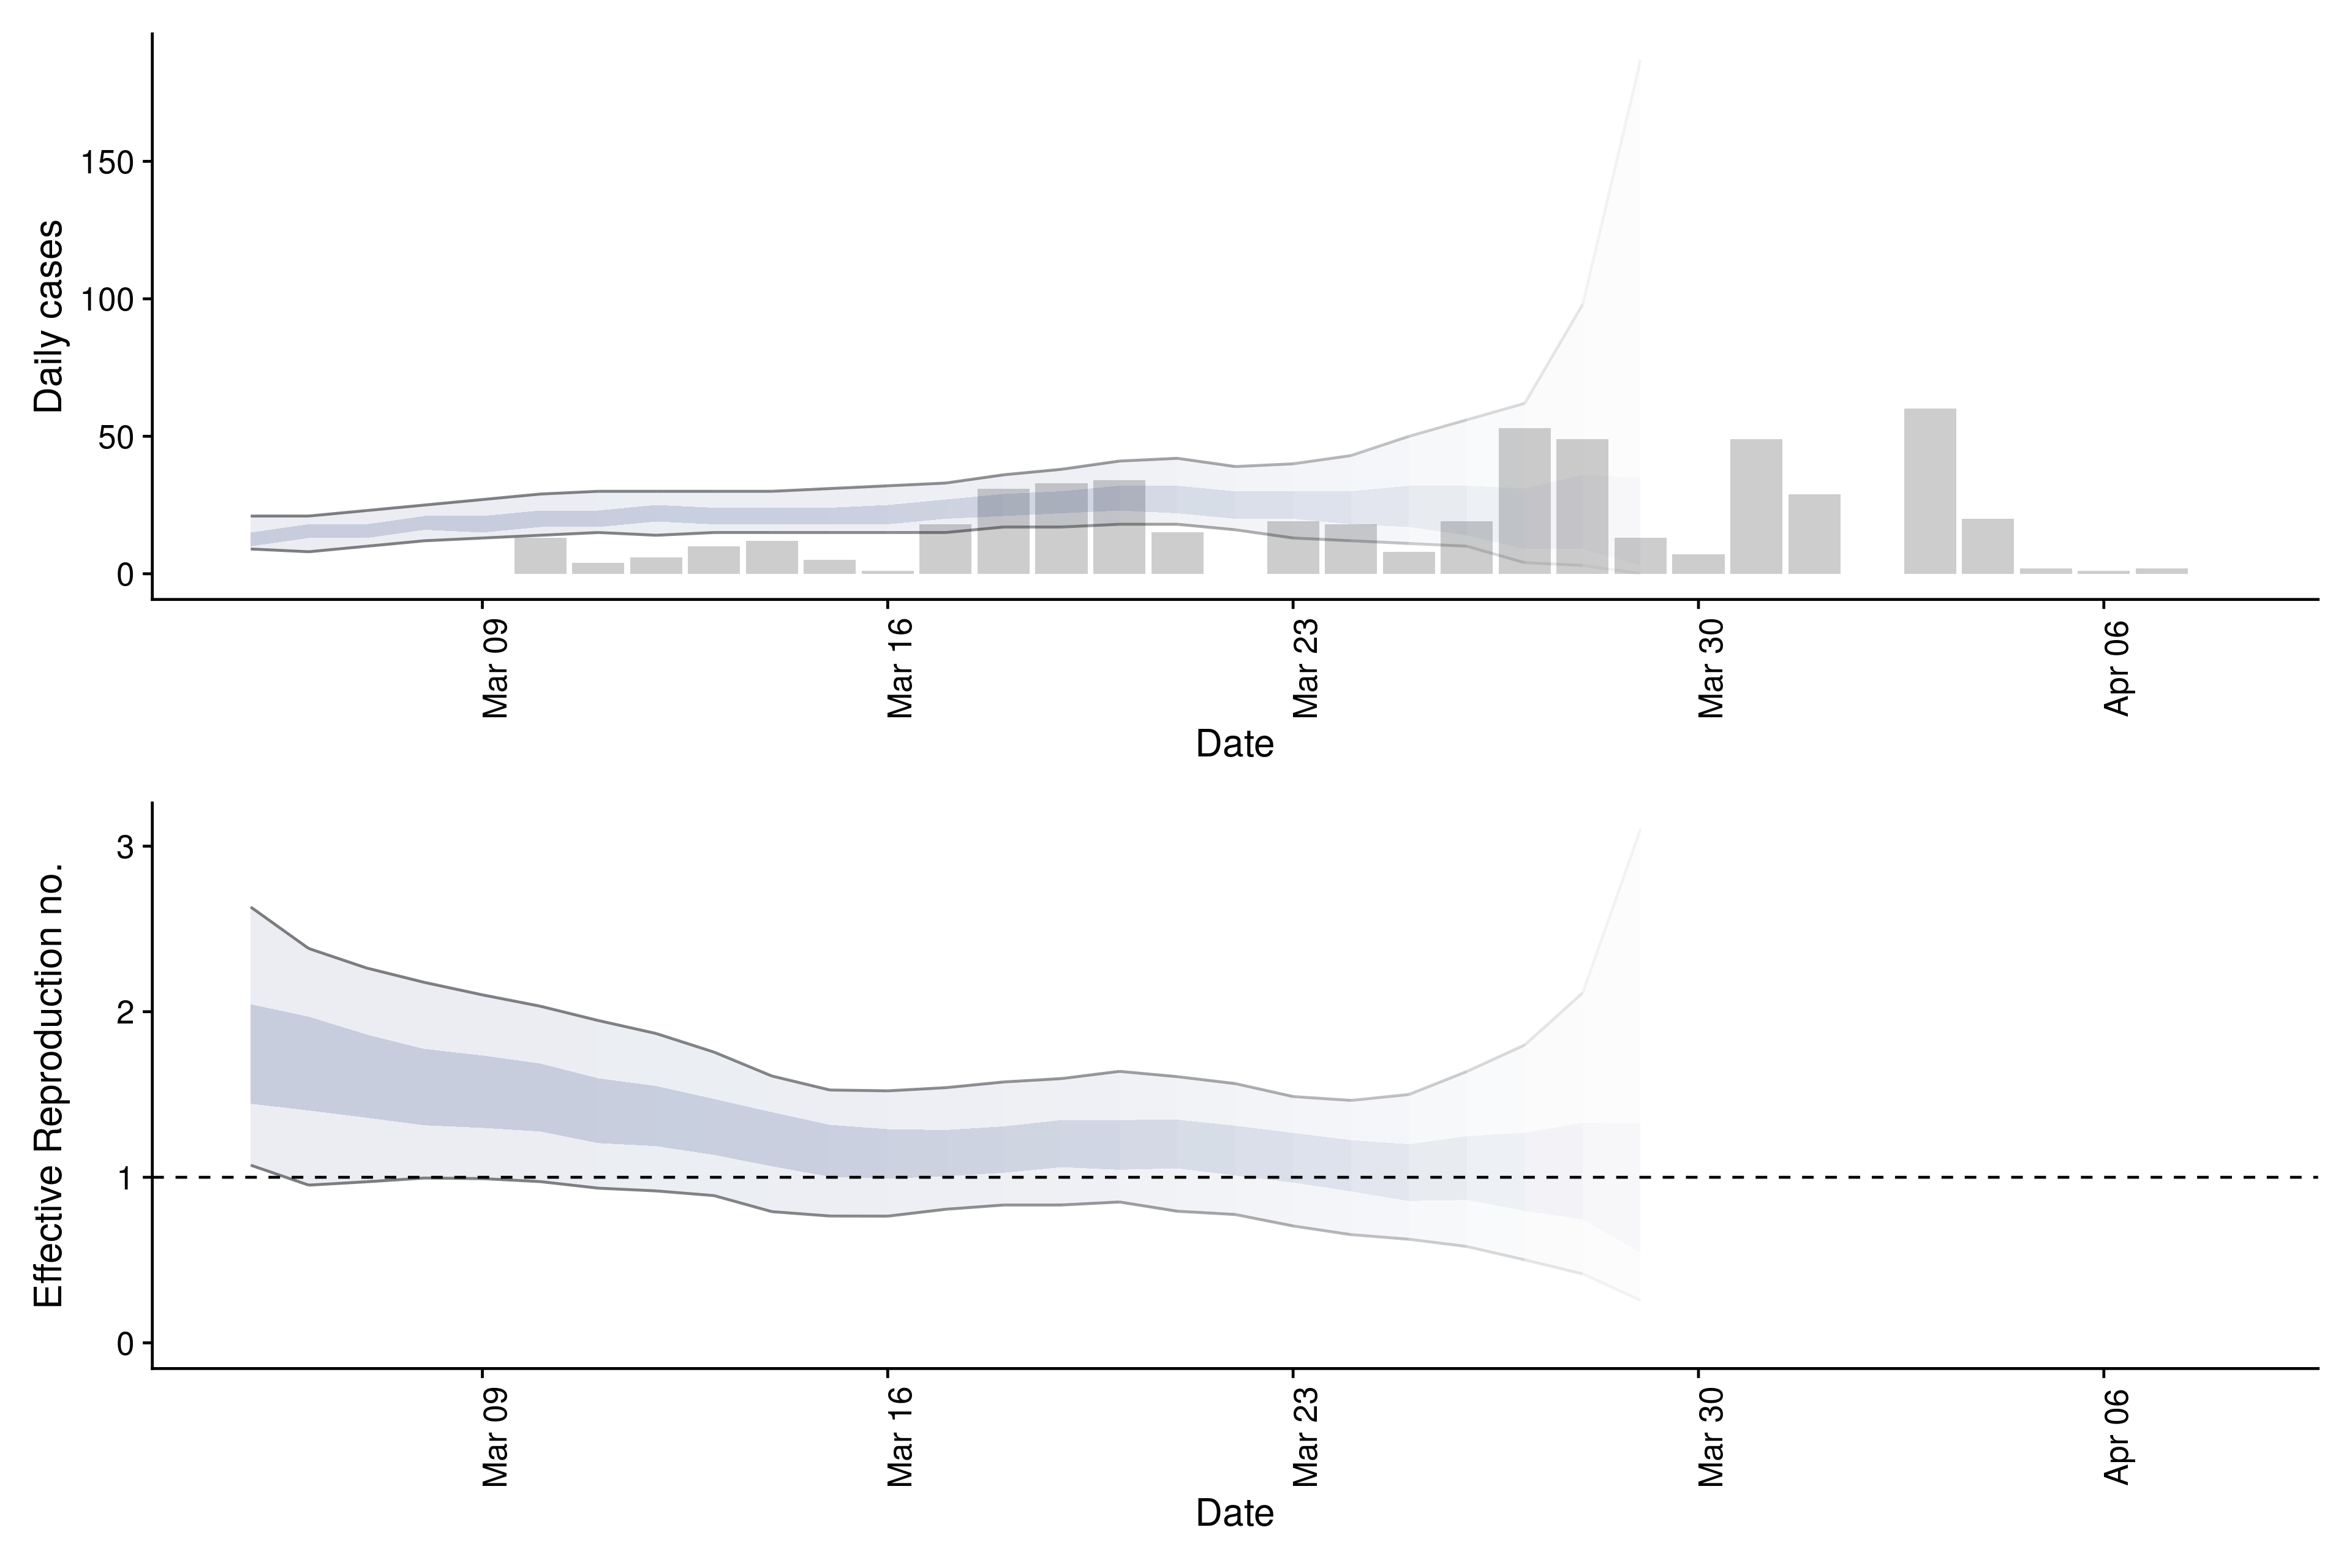 Daily cases
150
100
50
0
Mar 09
Mar 16
Mar 23
Mar 30
Apr 06
Date
Effective Reproduction no.
3
2
1
0
Mar 09
Mar 16
Mar 23
Mar 30
Apr 06
Date